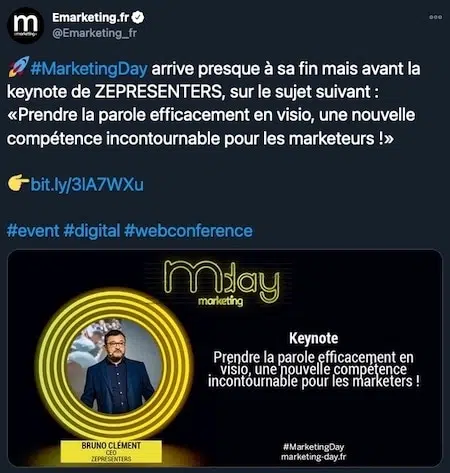 m
emarketing.fr
Emarketing.fr
@Emarketing_fr
🚀 #MarketingDay arrive presque à sa fin mais avant la
keynote de ZEPRESENTERS, sur le sujet suivant :
«Prendre la parole efficacement en visio, une nouvelle
compétence incontournable pour les marketeurs !»
👉bit.ly/3lA7WXu
#event #digital #webconference
Mday
marketing
Keynote
Prendre la parole efficacement en
visio, une nouvelle compétence
incontournable pour les marketers !
BRUNO CLÉMENT
CEO
ZEPRESENTERS
#MarketingDay
marketing-day.fr